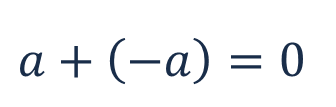 a + (−a) = 0